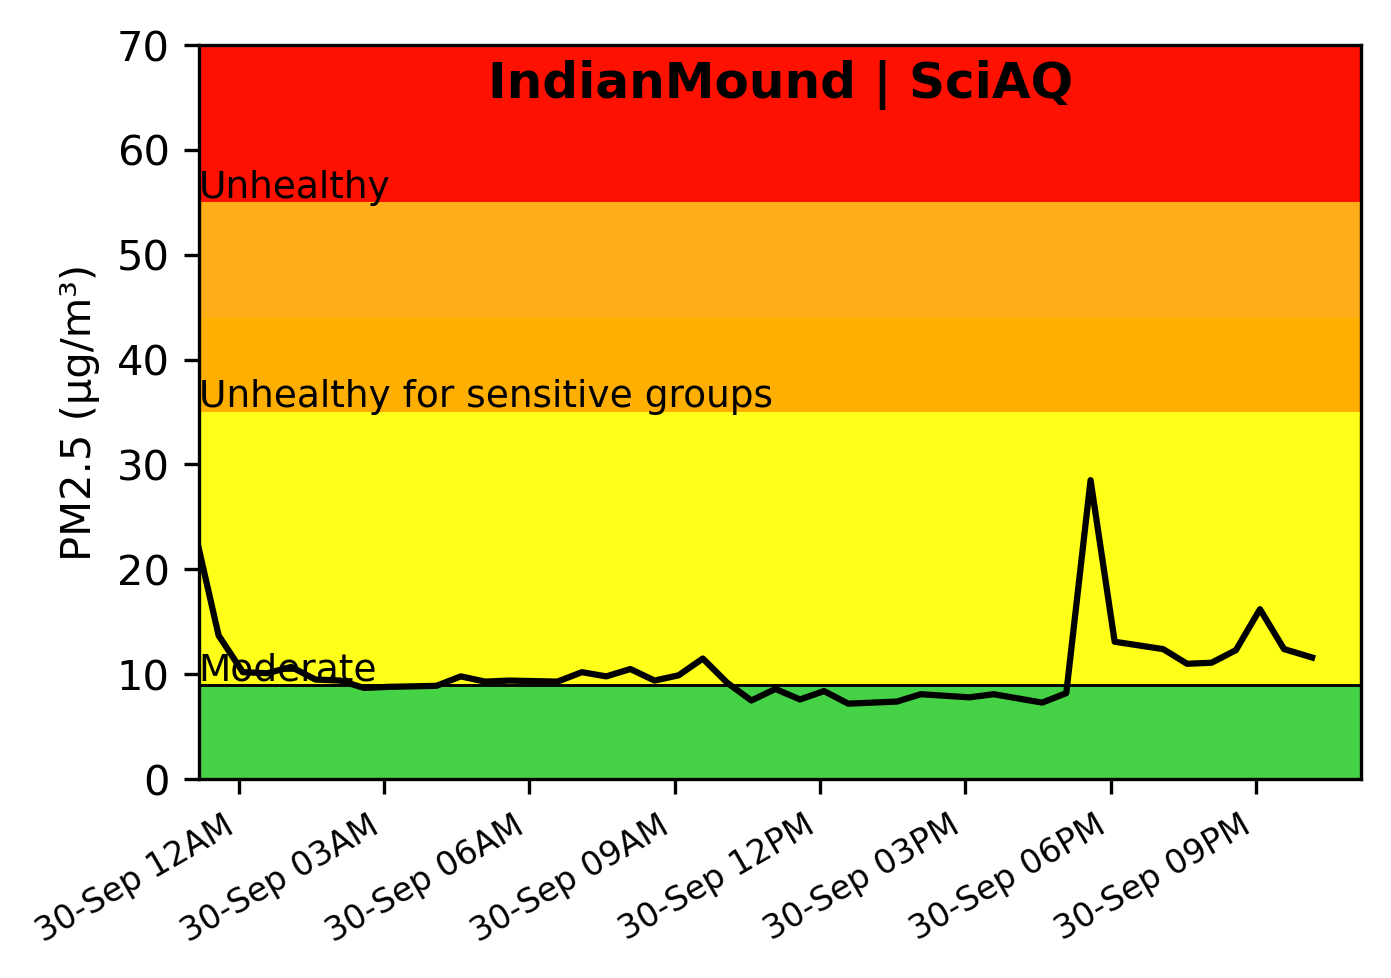 IndianMound | SciAQ
PM2.5 (µg/m³)
70
60
Unhealthy
50
40
Unhealthy for sensitive groups
30
20
10
Moderate
0
30-Sep 12AM
30-Sep 03AM
30-Sep 06AM
30-Sep 09AM
30-Sep 12PM
30-Sep 03PM
30-Sep 06PM
30-Sep 09PM